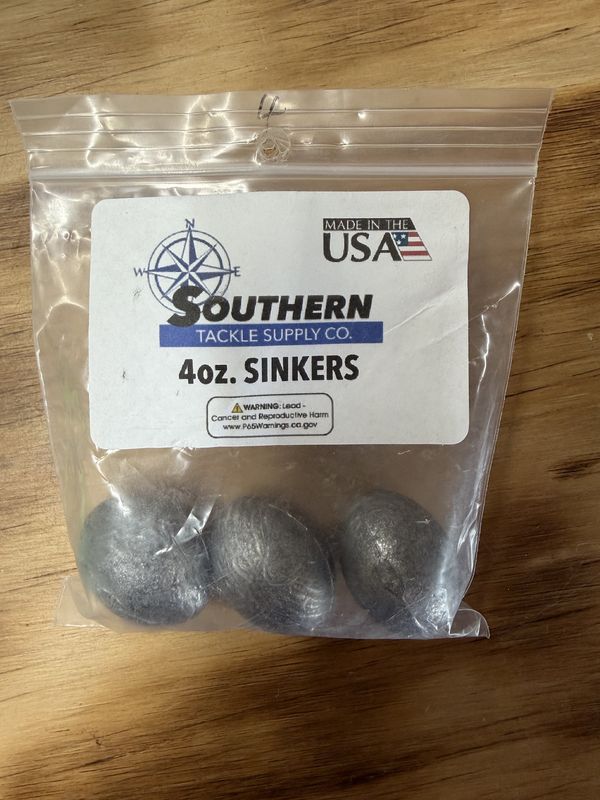 4
N
W E
MADE IN THE
USA
SOUTHERN
TACKLE SUPPLY CO.
4oz. SINKERS
WARNING: Lead -
Cancer and Reproductive Harm
www.P65Warnings.ca.gov